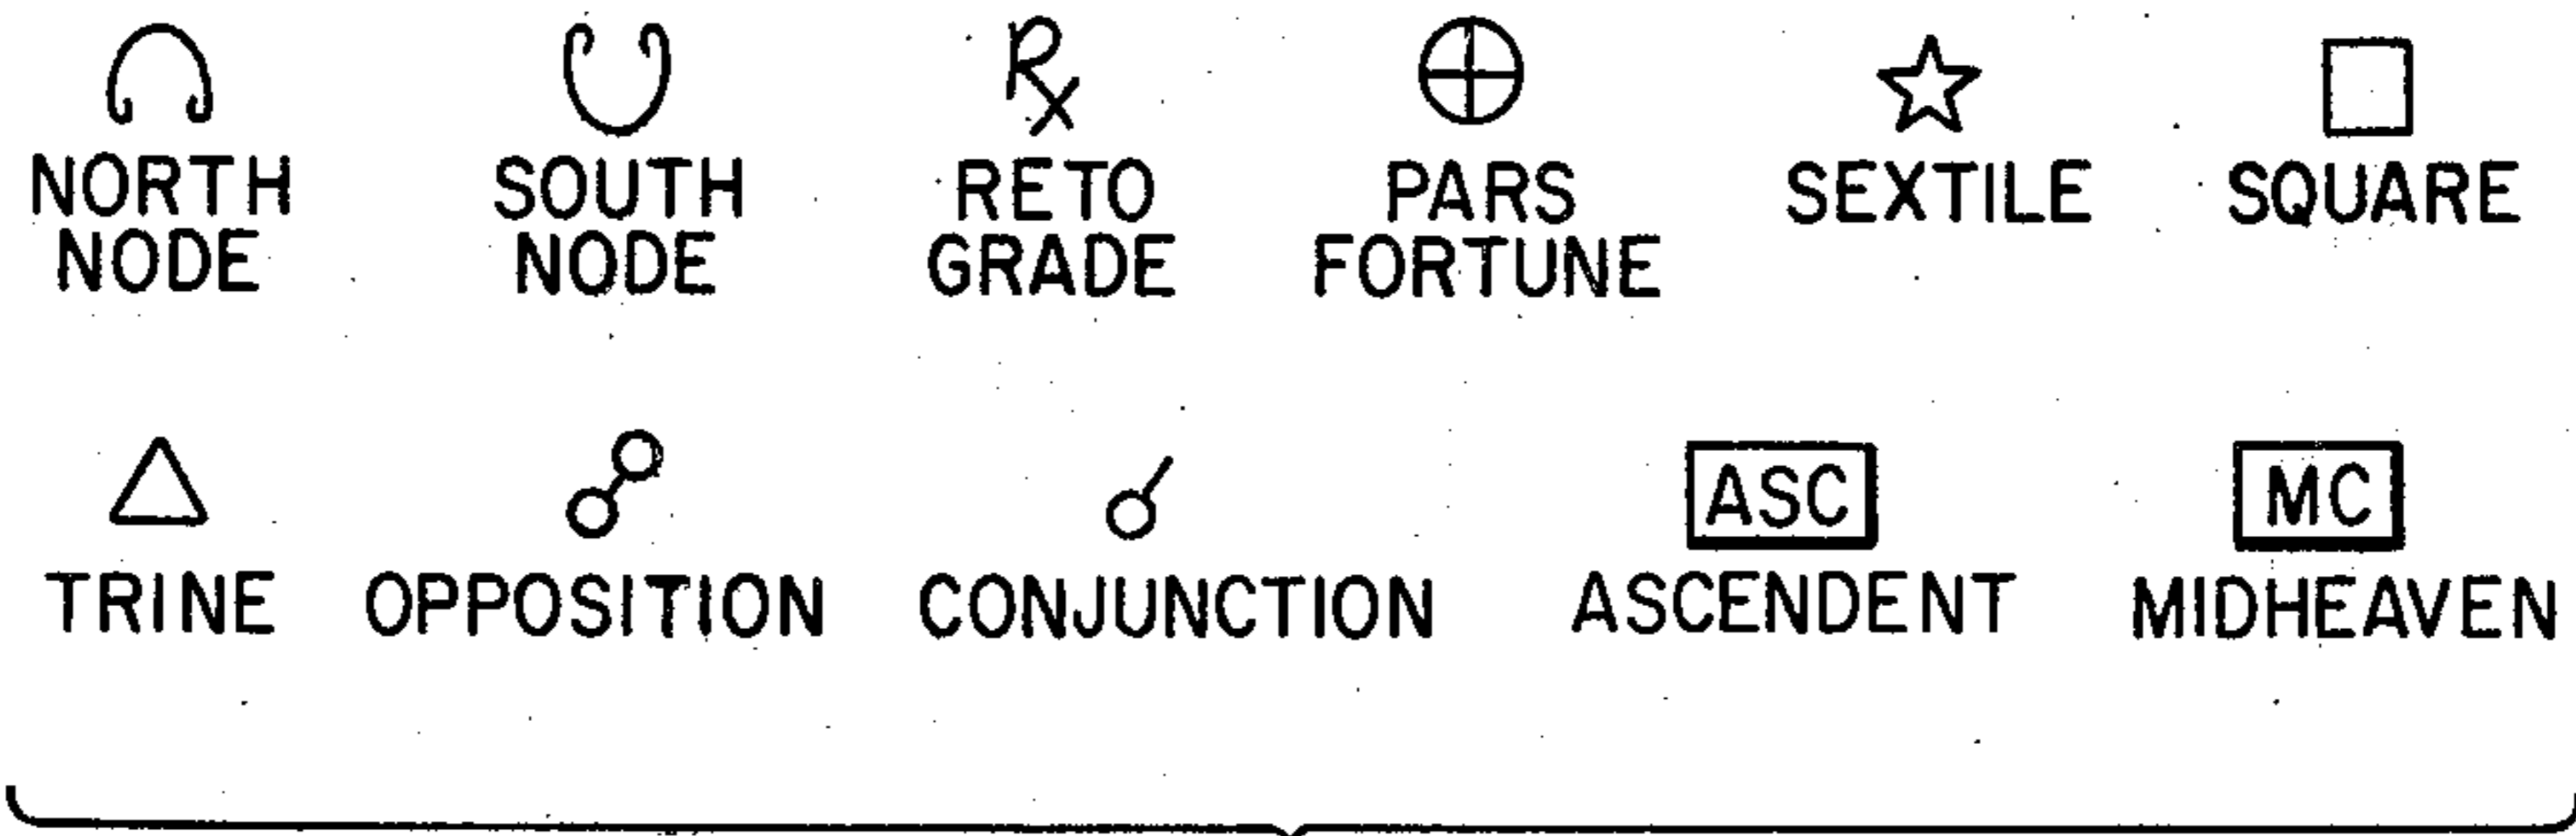 ℞
NORTH NODE
SOUTH NODE
RETO GRADE
PARS FORTUNE
SEXTILE
SQUARE
ASC
MC
TRINE
OPPOSITION
CONJUNCTION
ASCENDENT
MIDHEAVEN